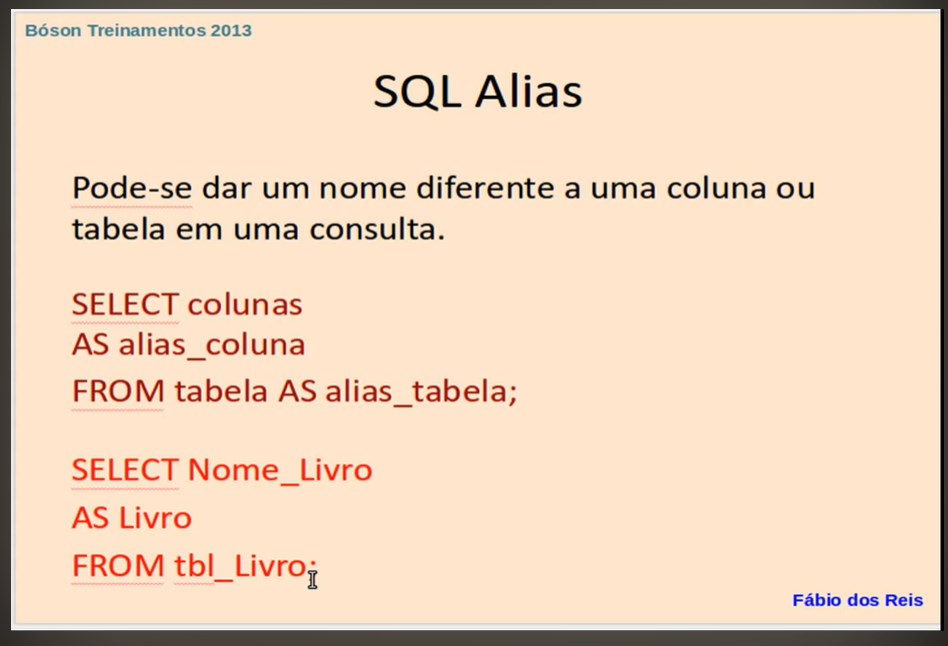 Bóson Treinamentos 2013
SQL Alias
Pode-se dar um nome diferente a uma coluna ou
tabela em uma consulta.
SELECT colunas
AS alias_coluna
FROM tabela AS alias_tabela;
SELECT Nome_Livro
AS Livro
FROM tbl_Livro;
Fábio dos Reis